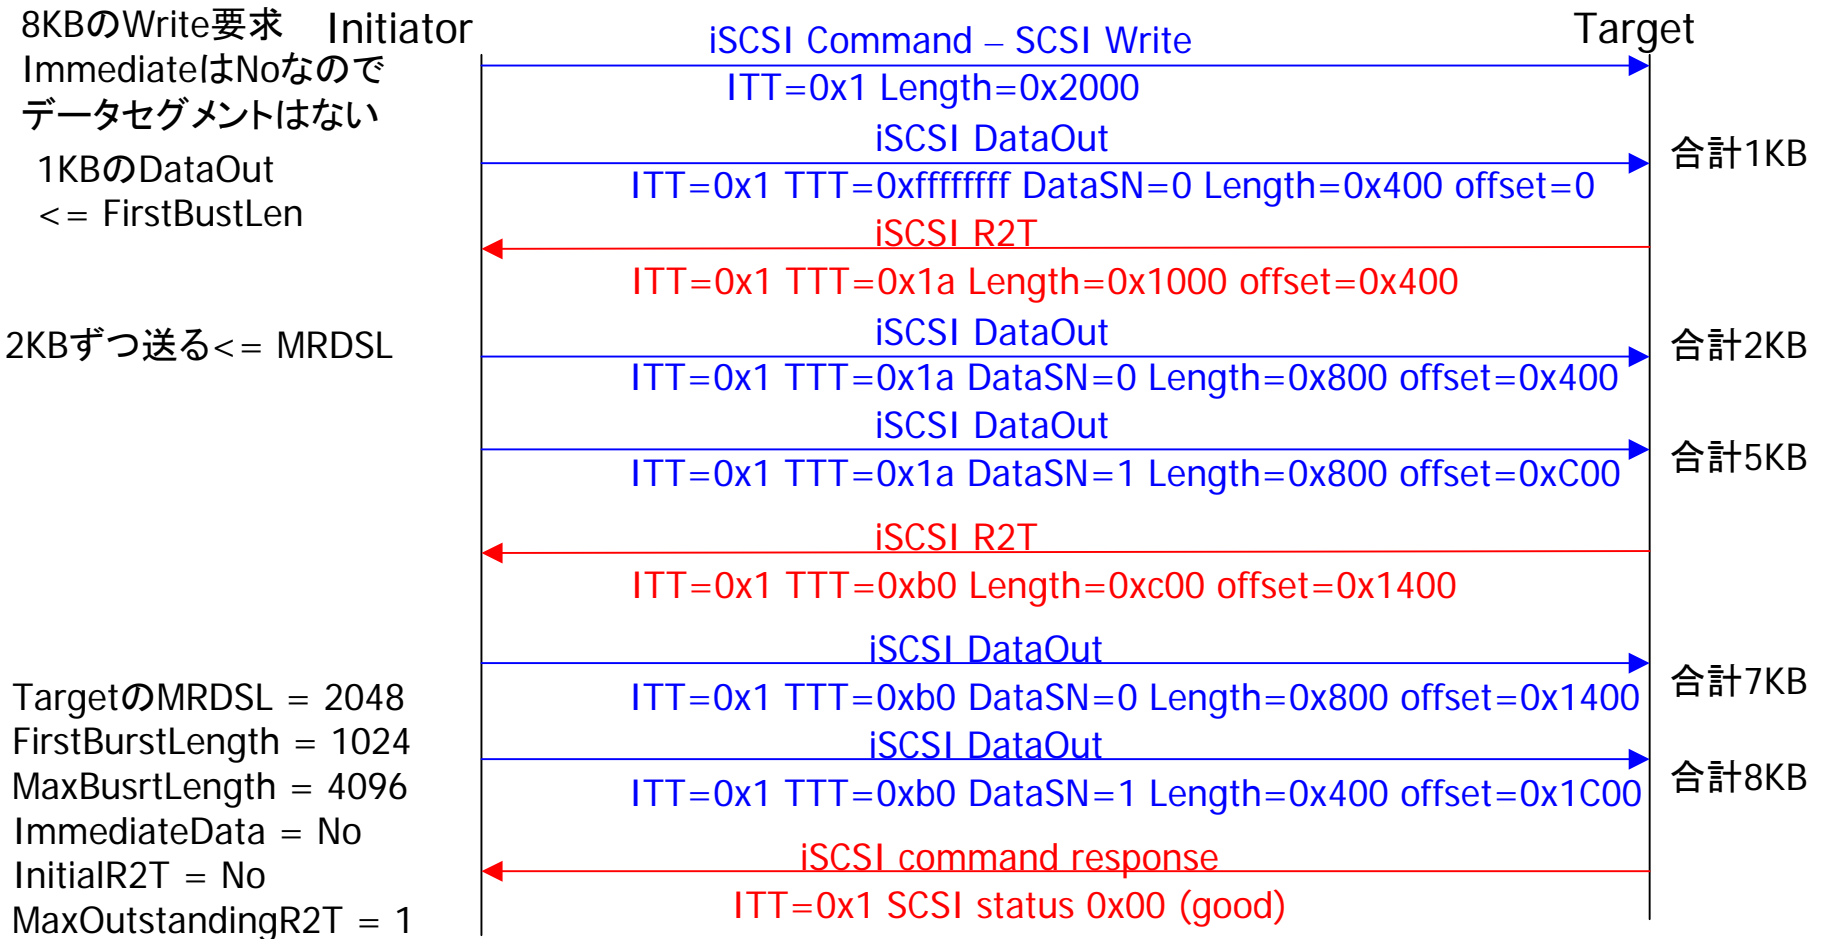 8KBのWrite要求
ImmediateはNoなので
データセグメントはない
Initiator
Target
iSCSI Command – SCSI Write
ITT=0x1 Length=0x2000
1KBのDataOut
<= FirstBustLen
iSCSI DataOut
ITT=0x1 TTT=0xffffffff DataSN=0 Length=0x400 offset=0
合計1KB
iSCSI R2T
ITT=0x1 TTT=0x1a Length=0x1000 offset=0x400
2KBずつ送る<= MRDSL
iSCSI DataOut
ITT=0x1 TTT=0x1a DataSN=0 Length=0x800 offset=0x400
合計2KB
iSCSI DataOut
ITT=0x1 TTT=0x1a DataSN=1 Length=0x800 offset=0xC00
合計5KB
iSCSI R2T
ITT=0x1 TTT=0xb0 Length=0xc00 offset=0x1400
iSCSI DataOut
ITT=0x1 TTT=0xb0 DataSN=0 Length=0x800 offset=0x1400
合計7KB
iSCSI DataOut
ITT=0x1 TTT=0xb0 DataSN=1 Length=0x400 offset=0x1C00
合計8KB
iSCSI command response
ITT=0x1 SCSI status 0x00 (good)
TargetのMRDSL = 2048
FirstBurstLength = 1024
MaxBusrtLength = 4096
ImmediateData = No
InitialR2T = No
MaxOutstandingR2T = 1